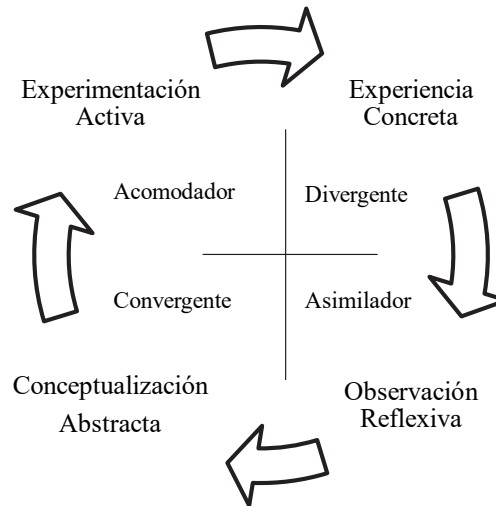 Experimentación
Activa
Experiencia
Concreta
Acomodador
Divergente
Convergente
Asimilador
Conceptualización
Abstracta
Observación
Reflexiva